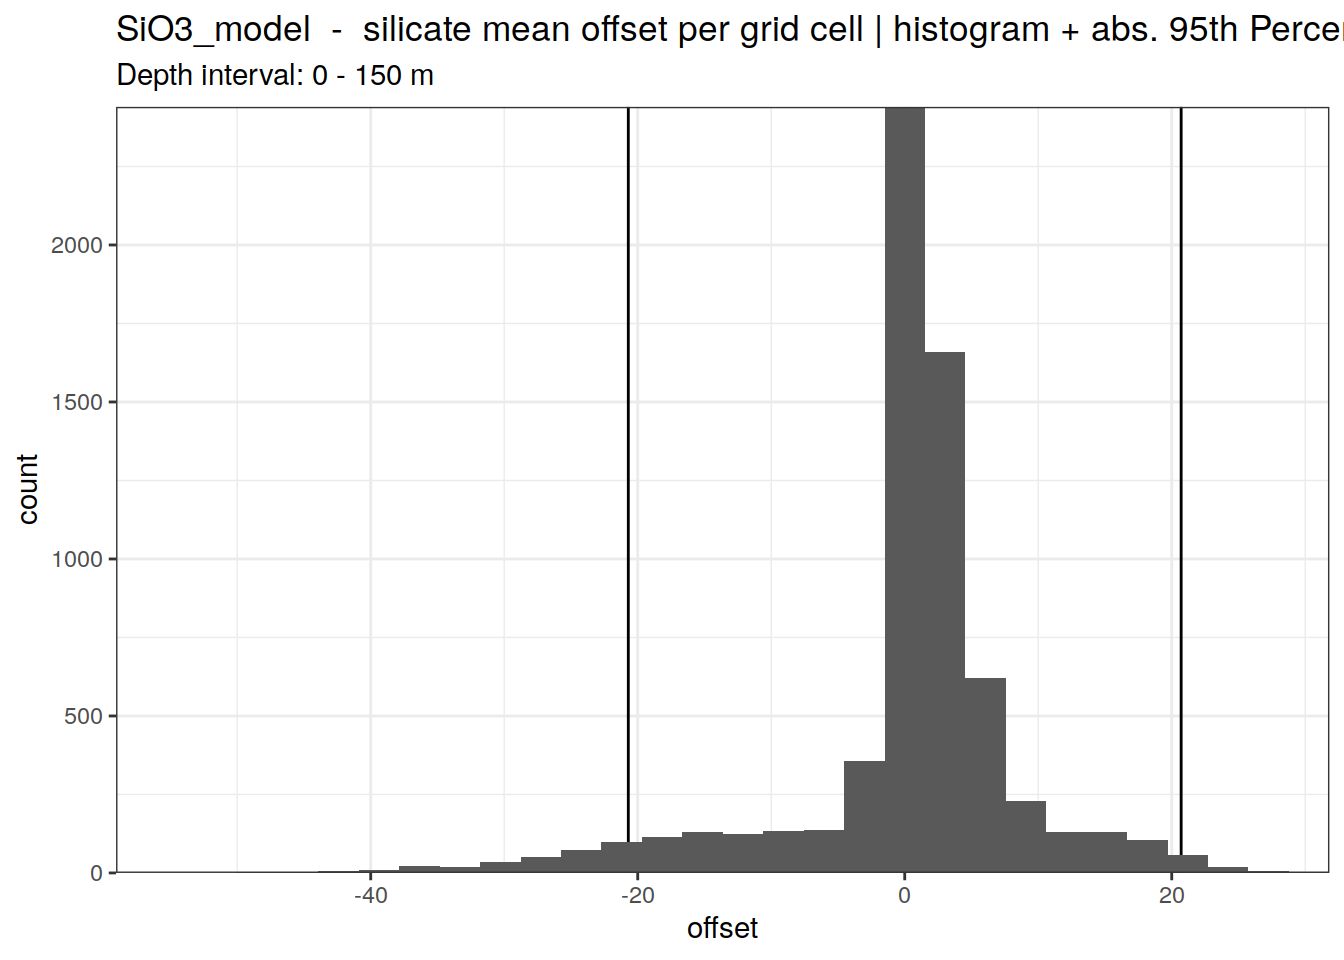 SiO3_model  -  silicate mean offset per grid cell | histogram + abs. 95th
Depth interval: 0 - 150 m
2000
1500
count
1000
500
0
-40
-20
0
20
offset